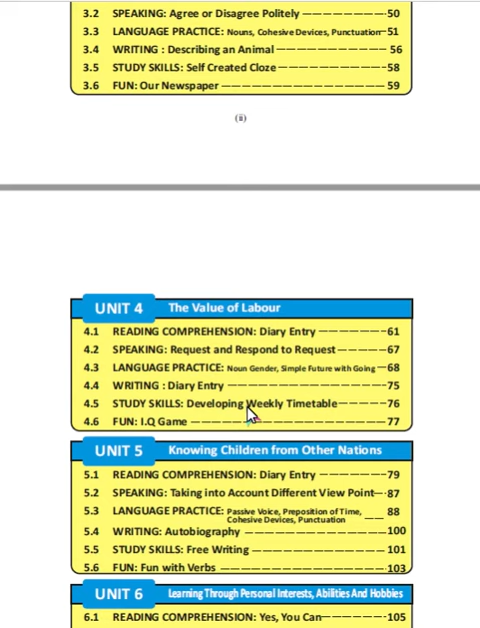 3.2 SPEAKING: Agree or Disagree Politely 50
3.3 LANGUAGE PRACTICE: Nouns, Cohesive Devices, Punctuation 51
3.4 WRITING : Describing an Animal 56
3.5 STUDY SKILLS: Self Created Cloze 58
3.6 FUN: Our Newspaper 59
(ii)
UNIT 4 The Value of Labour
4.1 READING COMPREHENSION: Diary Entry 61
4.2 SPEAKING: Request and Respond to Request 67
4.3 LANGUAGE PRACTICE: Noun Gender, Simple Future with Going 68
4.4 WRITING : Diary Entry 75
4.5 STUDY SKILLS: Developing Weekly Timetable 76
4.6 FUN: I.Q Game 77
UNIT 5 Knowing Children from Other Nations
5.1 READING COMPREHENSION: Diary Entry 79
5.2 SPEAKING: Taking into Account Different View Point 87
5.3 LANGUAGE PRACTICE: Passive Voice, Preposition of Time,
Cohesive Devices, Punctuation 88
5.4 WRITING: Autobiography 100
5.5 STUDY SKILLS: Free Writing 101
5.6 FUN: Fun with Verbs 103
UNIT 6 Learning Through Personal Interests, Abilities And Hobbies
6.1 READING COMPREHENSION: Yes, You Can 105